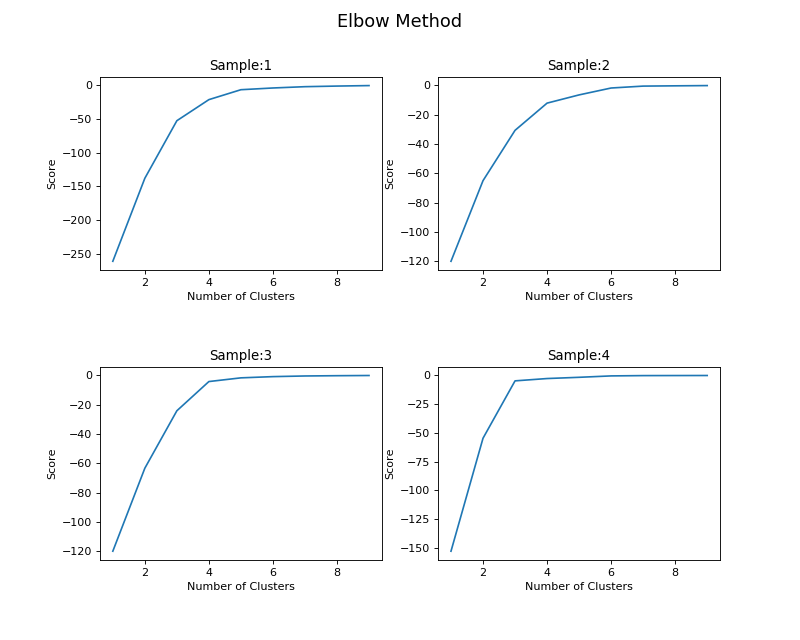 Elbow Method
Sample:1
0
−50
−100
−150
−200
−250
Score
2 4 6 8
Number of Clusters
Sample:2
0
−20
−40
−60
−80
−100
−120
Score
2 4 6 8
Number of Clusters
Sample:3
0
−20
−40
−60
−80
−100
−120
Score
2 4 6 8
Number of Clusters
Sample:4
0
−25
−50
−75
−100
−125
−150
Score
2 4 6 8
Number of Clusters